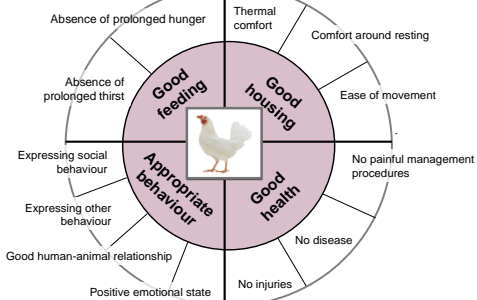 Absence of prolonged hunger
Thermal
comfort
Comfort around resting
Good
feeding
Good
housing
Absence of
prolonged thirst
Ease of movement
Expressing social
behaviour
No painful management
procedures
Appropriate
behaviour
Good
health
Expressing other
behaviour
No disease
Good human-animal relationship
No injuries
Positive emotional state